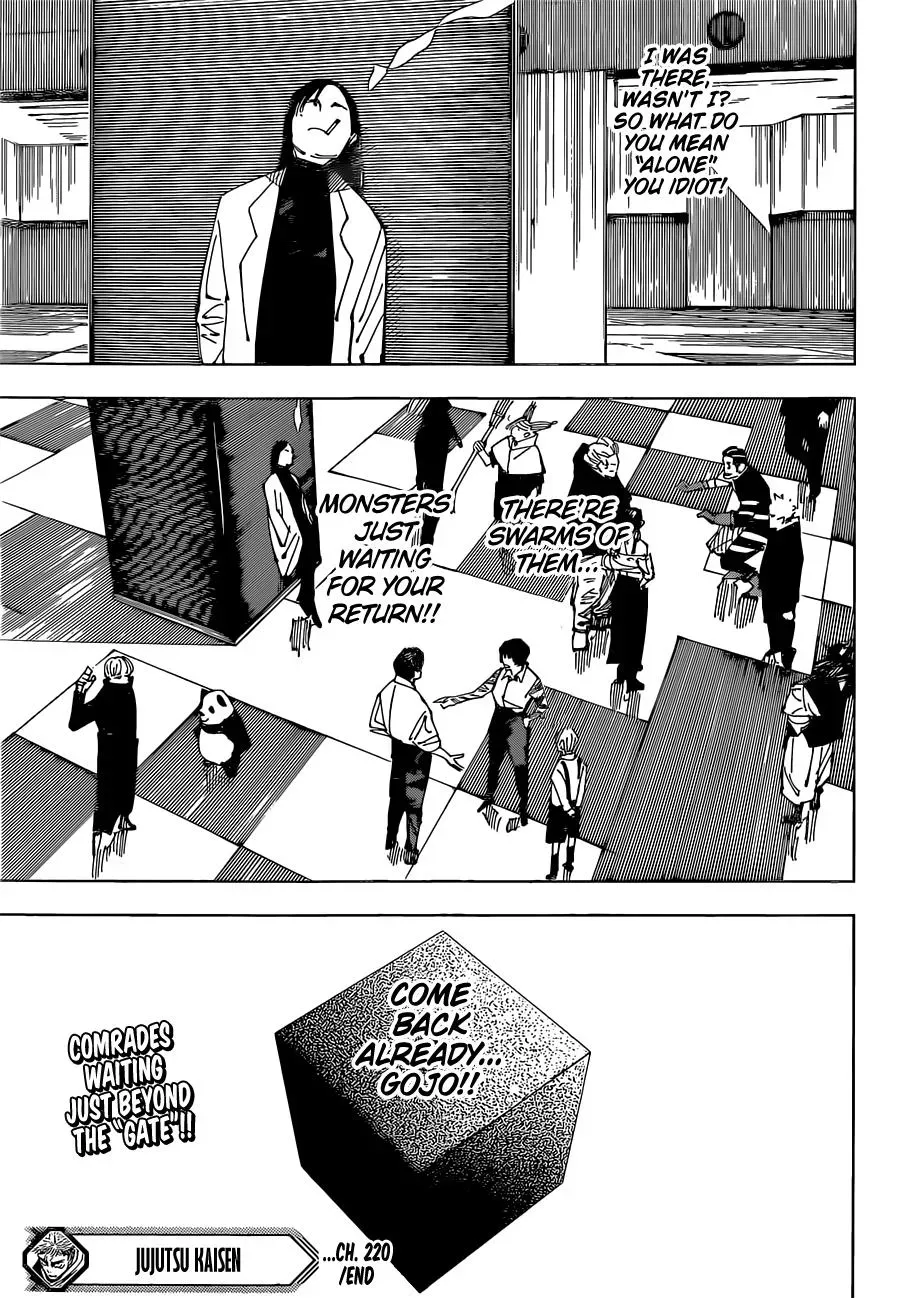 I WAS
THERE,
WASN'T I?
SO WHAT DO
YOU MEAN
"ALONE",
YOU IDIOT!
THERE'RE
SWARMS OF
THEM...
MONSTERS
JUST
WAITING
FOR YOUR
RETURN!!
COME
BACK
ALREADY...
GOJO!!
COMRADES
WAITING
JUST BEYOND
THE "GATE"!!
JUJUTSU KAISEN
...CH. 220
/END